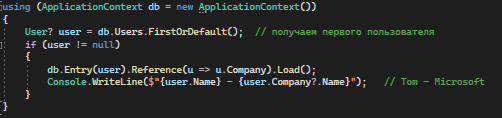 using (ApplicationContext db = new ApplicationContext())
{
User? user = db.Users.FirstOrDefault();  // получаем первого пользователя
if (user != null)
{
db.Entry(user).Reference(u => u.Company).Load();
Console.WriteLine($"{user.Name} - {user.Company?.Name}");   // Tom - Microsoft
}
}